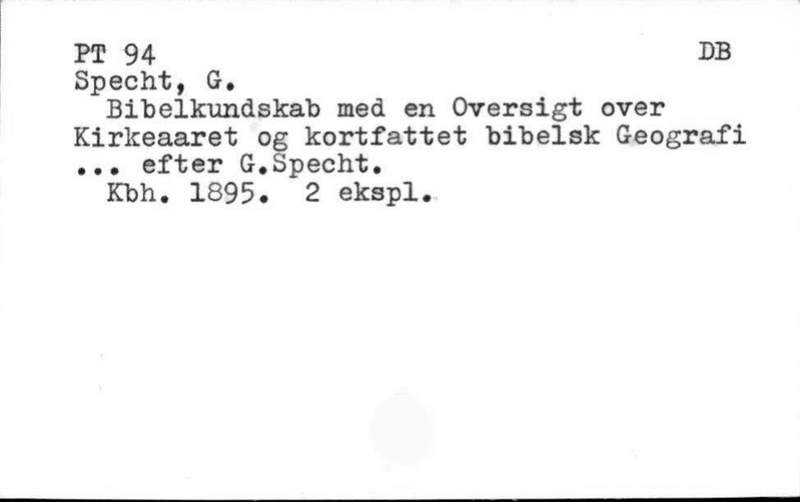 PT 94 DB
Specht, G.
Bibelkundskab med en Oversigt over
Kirkeaaret og kortfattet bibelsk Geografi
... efter G.Specht.
Kbh. 1895. 2 ekspl.